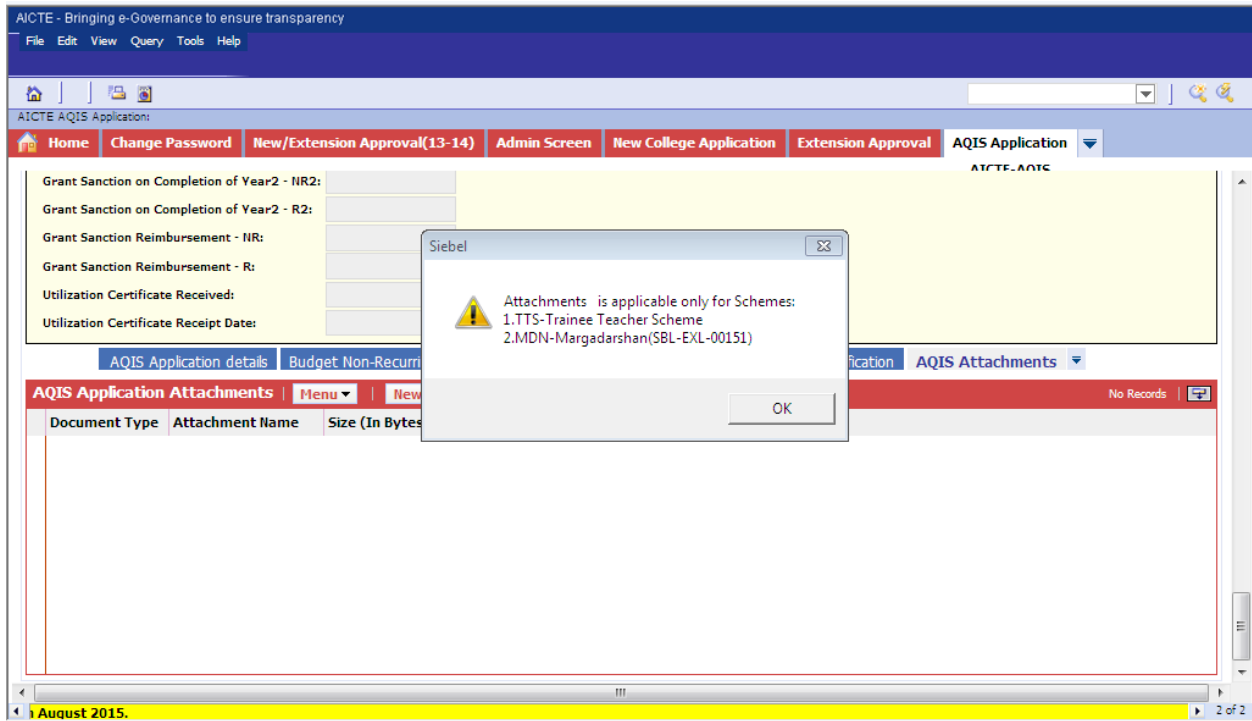 AICTE - Bringing e-Governance to ensure transparency
File Edit View Query Tools Help
AICTE AQIS Application:
Home Change Password New/Extension Approval(13-14) Admin Screen New College Application Extension Approval AQIS Application
AICTE-AQIS
Grant Sanction on Completion of Year2 - NR2:
Grant Sanction on Completion of Year2 - R2:
Grant Sanction Reimbursement - NR:
Grant Sanction Reimbursement - R:
Utilization Certificate Received:
Utilization Certificate Receipt Date:
Siebel
Attachments is applicable only for Schemes:
1.TTS-Trainee Teacher Scheme
2.MDN-Margadarshan(SBL-EXL-00151)
OK
AQIS Application details Budget Non-Recurri fication AQIS Attachments
AQIS Application Attachments | Menu | New No Records
Document Type Attachment Name Size (In Bytes
August 2015.
2 of 2